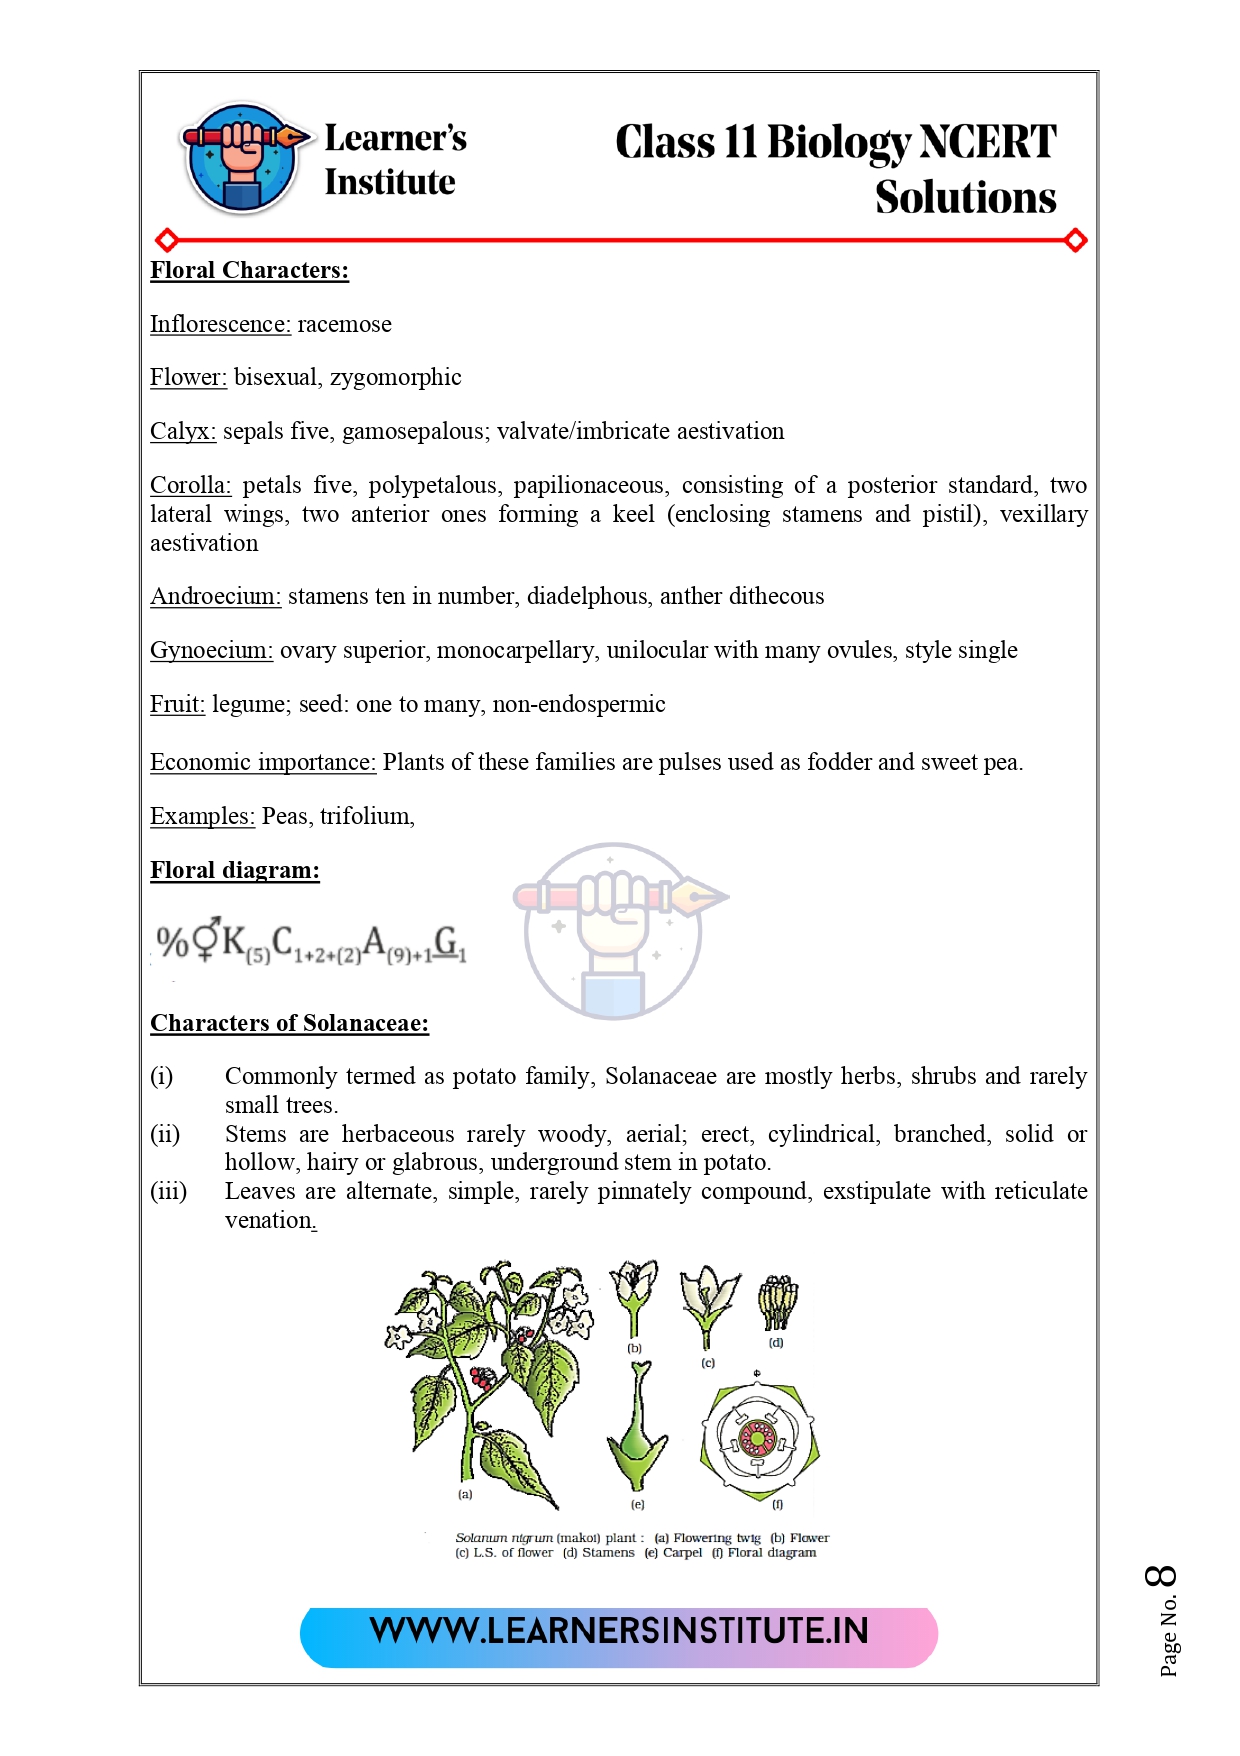 Learner's
Institute
Class 11 Biology NCERT
Solutions
Floral Characters:
Inflorescence: racemose
Flower: bisexual, zygomorphic
Calyx: sepals five, gamosepalous; valvate/imbricate aestivation
Corolla: petals five, polypetalous, papilionaceous, consisting of a posterior standard, two
lateral wings, two anterior ones forming a keel (enclosing stamens and pistil), vexillary
aestivation
Androecium: stamens ten in number, diadelphous, anther dithecous
Gynoecium: ovary superior, monocarpellary, unilocular with many ovules, style single
Fruit: legume; seed: one to many, non-endospermic
Economic importance: Plants of these families are pulses used as fodder and sweet pea.
Examples: Peas, trifolium,
Floral diagram:
%⚥K(5)C1+2+(2)A(9)+1G1
Characters of Solanaceae:
(i) Commonly termed as potato family, Solanaceae are mostly herbs, shrubs and rarely
small trees.
(ii) Stems are herbaceous rarely woody, aerial; erect, cylindrical, branched, solid or
hollow, hairy or glabrous, underground stem in potato.
(iii) Leaves are alternate, simple, rarely pinnately compound, exstipulate with reticulate
venation.
(a)
(b)
(c)
(d)
(e)
(f)
Solanum nigrum (makoi) plant : (a) Flowering twig (b) Flower
(c) L.S. of flower (d) Stamens (e) Carpel (f) Floral diagram
WWW.LEARNERSINSTITUTE.IN
Page No. 8